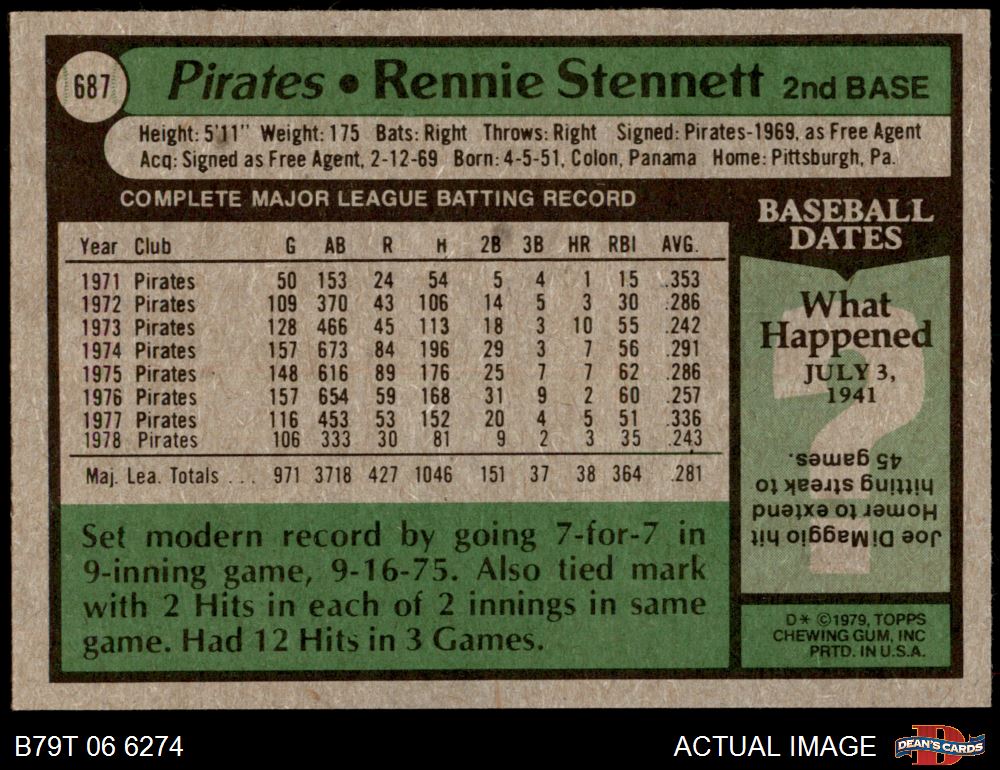 687
Pirates • Rennie Stennett 2nd BASE
Height: 5'11" Weight: 175 Bats: Right Throws: Right Signed: Pirates-1969, as Free Agent
Acq: Signed as Free Agent, 2-12-69 Born: 4-5-51, Colon, Panama Home: Pittsburgh, Pa.
COMPLETE MAJOR LEAGUE BATTING RECORD
Year Club G AB R H 2B 3B HR RBI AVG.
1971 Pirates 50 153 24 54 5 4 1 15 .353
1972 Pirates 109 370 43 106 14 5 3 30 .286
1973 Pirates 128 466 45 113 18 3 10 55 .242
1974 Pirates 157 673 84 196 29 3 7 56 .291
1975 Pirates 148 616 89 176 25 7 7 62 .286
1976 Pirates 157 654 59 168 31 9 2 60 .257
1977 Pirates 116 453 53 152 20 4 5 51 .336
1978 Pirates 106 333 30 81 9 2 3 35 .243
Maj. Lea. Totals . . . 971 3718 427 1046 151 37 38 364 .281
Set modern record by going 7-for-7 in
9-inning game, 9-16-75. Also tied mark
with 2 Hits in each of 2 innings in same
game. Had 12 Hits in 3 Games.
BASEBALL
DATES
What
Happened
JULY 3,
1941
?
Joe DiMaggio hit
Homer to extend
hitting streak to
45 games.
D* ©1979, TOPPS
CHEWING GUM, INC
PRTD. IN U.S.A.
B79T 06 6274
ACTUAL IMAGE
D
DEAN'S CARDS